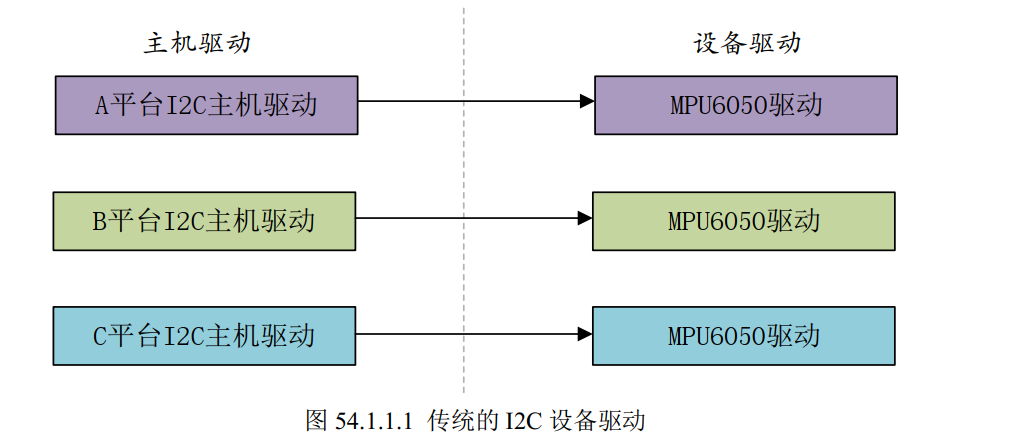 主机驱动 设备驱动
A平台I2C主机驱动 MPU6050驱动
B平台I2C主机驱动 MPU6050驱动
C平台I2C主机驱动 MPU6050驱动
图 54.1.1.1 传统的 I2C 设备驱动